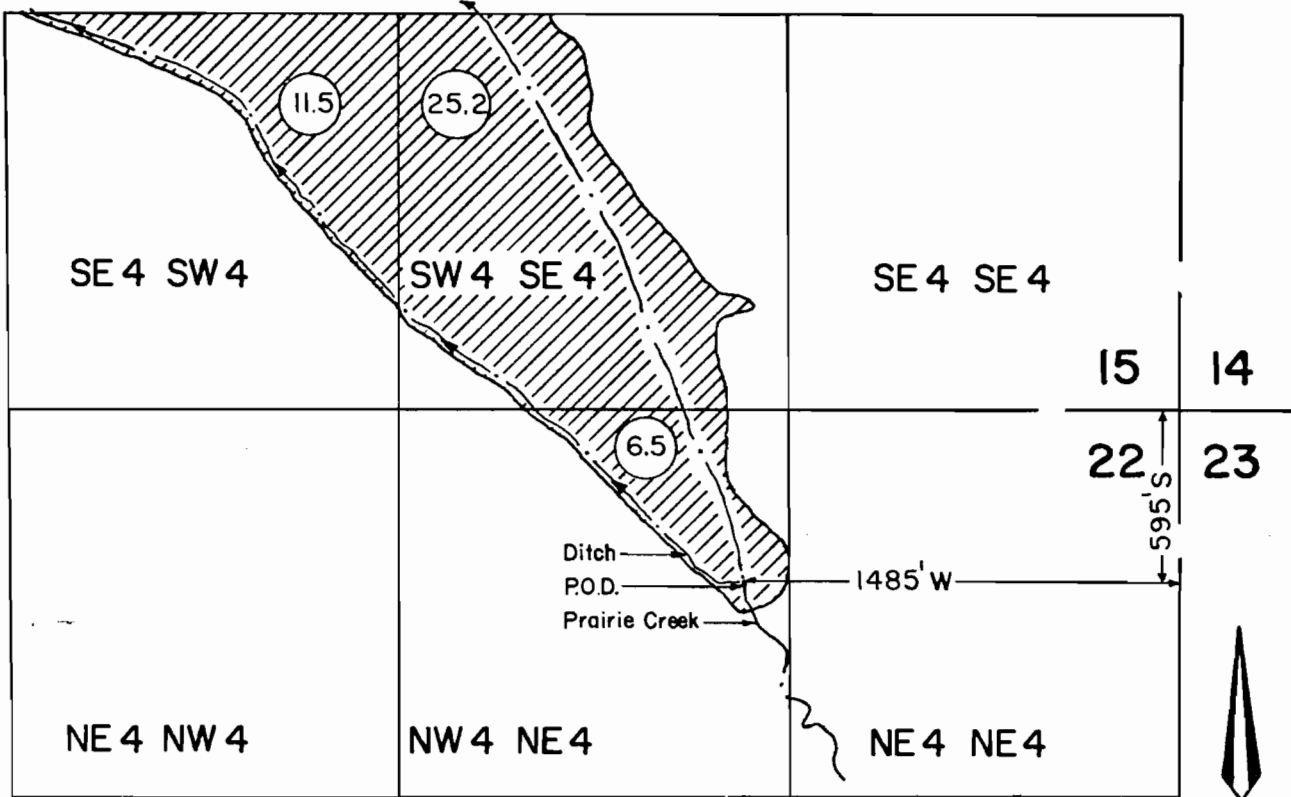 11.5
25.2
SE4 SW4
SW4 SE4
SE4 SE4
15
14
6.5
22
23
595'S
Ditch
P.O.D.
1485'W
Prairie Creek
NE4 NW4
NW4 NE4
NE4 NE4